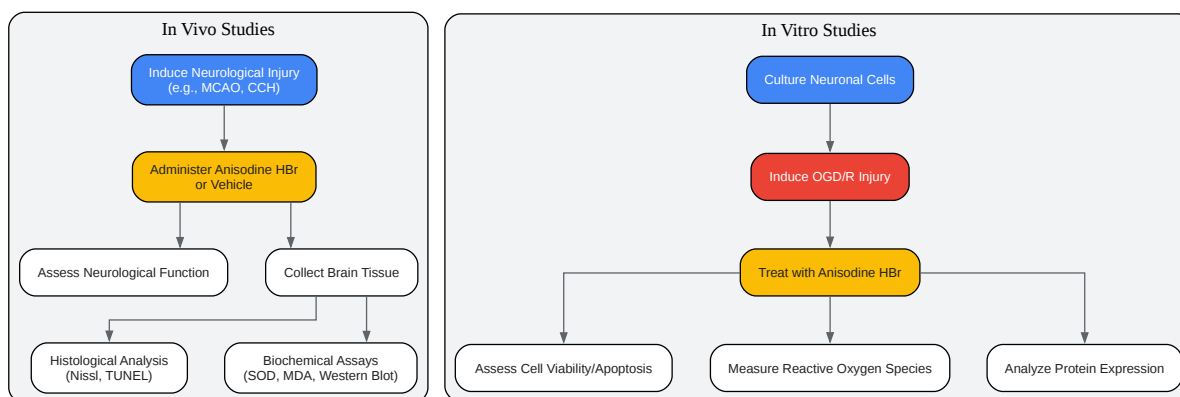 In Vivo Studies
Induce Neurological Injury
(e.g., MCAO, CCH)
Administer Anisodine HBr
or Vehicle
Assess Neurological Function
Collect Brain Tissue
Histological Analysis
(Nissl, TUNEL)
Biochemical Assays
(SOD, MDA, Western Blot)
In Vitro Studies
Culture Neuronal Cells
Induce OGD/R Injury
Treat with Anisodine HBr
Assess Cell Viability/Apoptosis
Measure Reactive Oxygen Species
Analyze Protein Expression